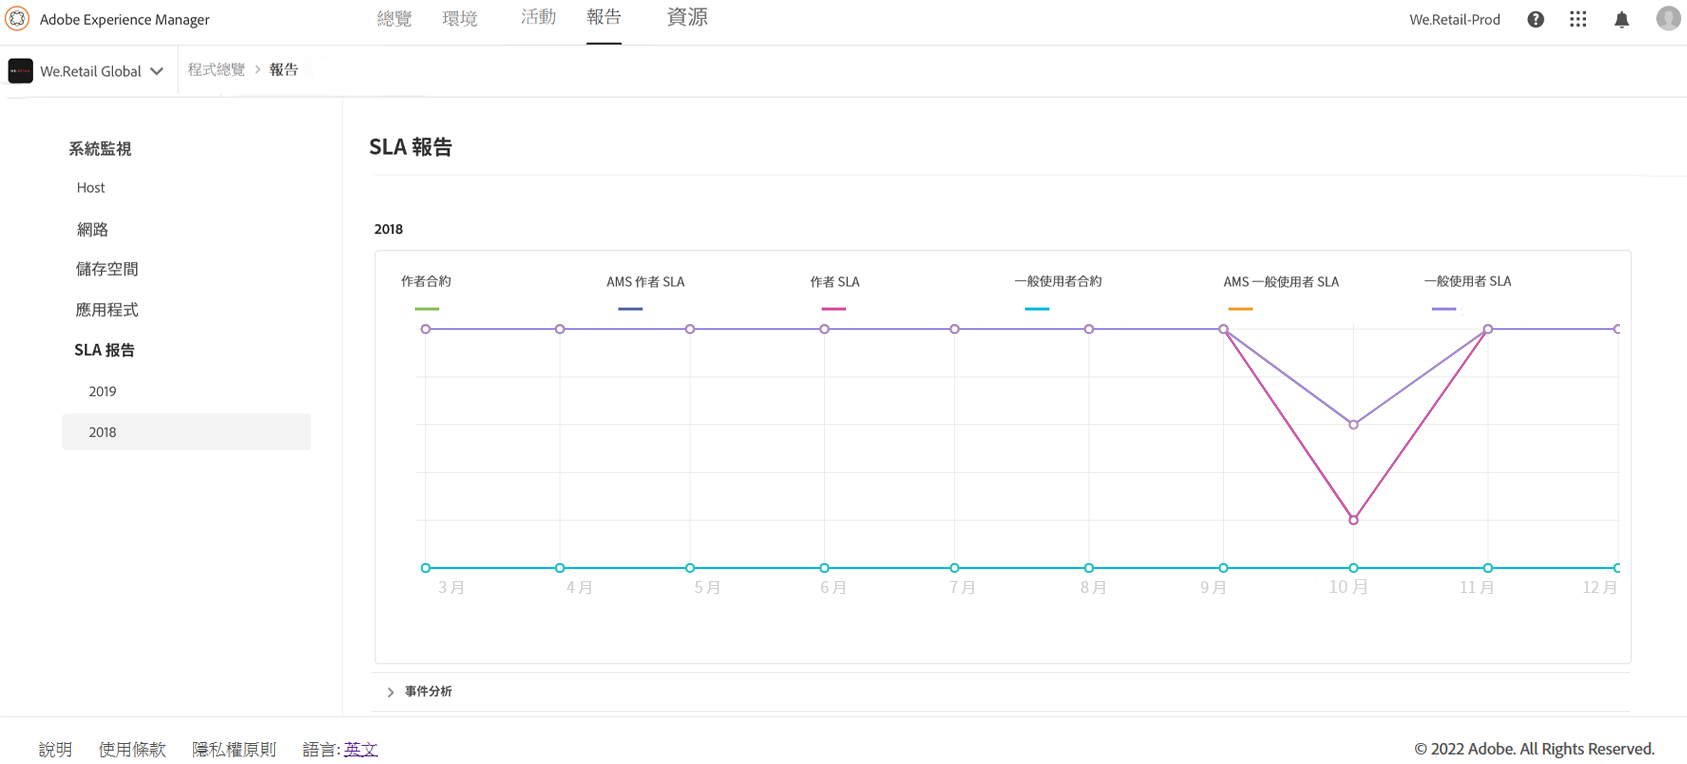 Adobe Experience Manager 總覽 環境 活動 報告 資源 We.Retail-Prod
We.Retail Global 程式總覽 > 報告
系統監視
Host
網路
儲存空間
應用程式
SLA 报告
2019
2018
SLA 報告
2018
作者合約 AMS 作者 SLA 作者 SLA 一般使用者合約 AMS 一般使用者 SLA 一般使用者 SLA
3 月 4 月 5 月 6 月 7 月 8 月 9 月 10 月 11 月 12 月
事件分析
說明 使用條款 隱私權原則 語言: 英文 © 2022 Adobe. All Rights Reserved.